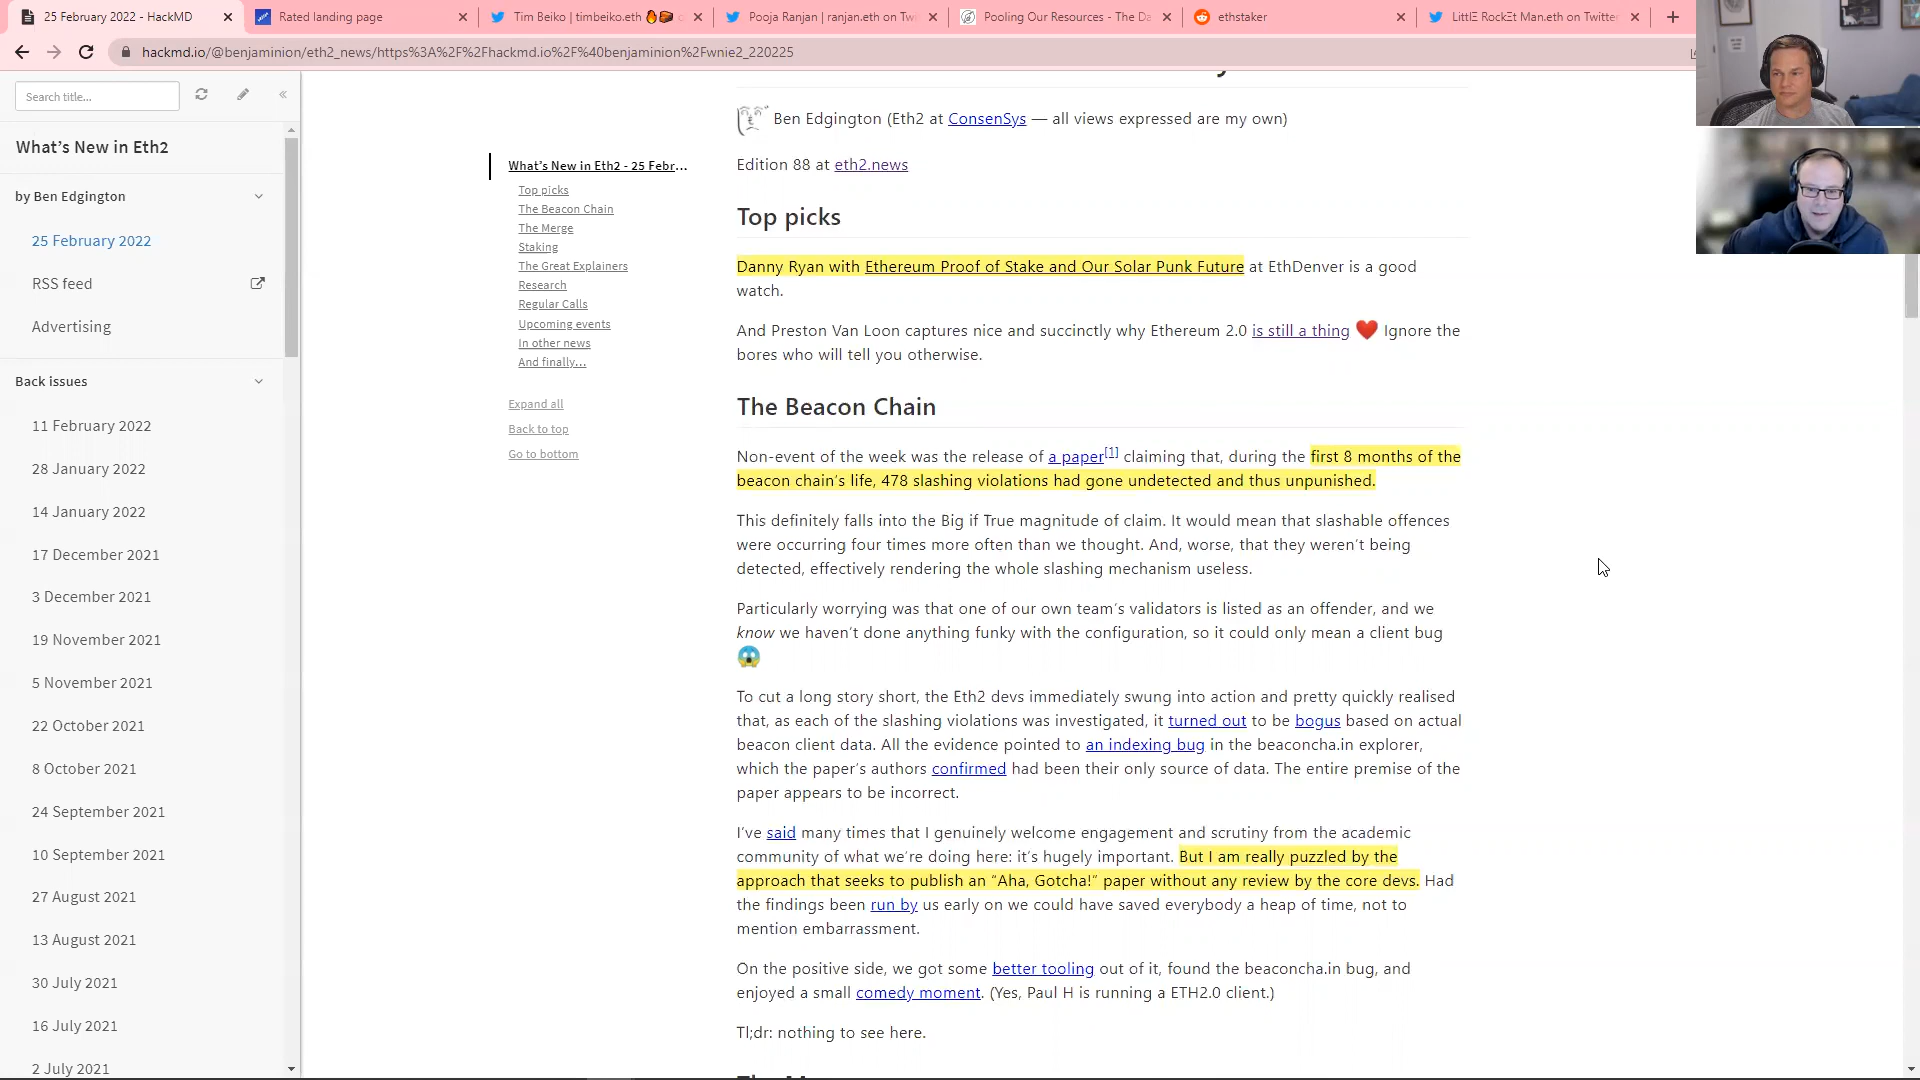 25 February 2022 - HackMD
Rated landing page
Tim Beiko | timbeiko.eth
Pooja Ranjan | ranjan.eth on Tw
Pooling Our Resources - The Da
ethstaker
LittlΞ RockΞt Man.eth on Twitter
hackmd.io/@benjaminion/eth2_news/https%3A%2F%2Fhackmd.io%2F%40benjaminion%2Fwnie2_220225
Search title...
What's New in Eth2
by Ben Edgington
25 February 2022
RSS feed
Advertising
Back issues
11 February 2022
28 January 2022
14 January 2022
17 December 2021
3 December 2021
19 November 2021
5 November 2021
22 October 2021
8 October 2021
24 September 2021
10 September 2021
27 August 2021
13 August 2021
30 July 2021
16 July 2021
2 July 2021
What's New in Eth2 - 25 Febr...
Top picks
The Beacon Chain
The Merge
Staking
The Great Explainers
Research
Regular Calls
Upcoming events
In other news
And finally...
Expand all
Back to top
Go to bottom
Ben Edgington (Eth2 at ConsenSys — all views expressed are my own)
Edition 88 at eth2.news
Top picks
Danny Ryan with Ethereum Proof of Stake and Our Solar Punk Future at EthDenver is a good
watch.
And Preston Van Loon captures nice and succinctly why Ethereum 2.0 is still a thing ❤️ Ignore the
bores who will tell you otherwise.
The Beacon Chain
Non-event of the week was the release of a paper[1] claiming that, during the first 8 months of the
beacon chain's life, 478 slashing violations had gone undetected and thus unpunished.
This definitely falls into the Big if True magnitude of claim. It would mean that slashable offences
were occurring four times more often than we thought. And, worse, that they weren't being
detected, effectively rendering the whole slashing mechanism useless.
Particularly worrying was that one of our own team's validators is listed as an offender, and we
know we haven't done anything funky with the configuration, so it could only mean a client bug
😱
To cut a long story short, the Eth2 devs immediately swung into action and pretty quickly realised
that, as each of the slashing violations was investigated, it turned out to be bogus based on actual
beacon client data. All the evidence pointed to an indexing bug in the beaconcha.in explorer,
which the paper's authors confirmed had been their only source of data. The entire premise of the
paper appears to be incorrect.
I've said many times that I genuinely welcome engagement and scrutiny from the academic
community of what we're doing here: it's hugely important. But I am really puzzled by the
approach that seeks to publish an "Aha, Gotcha!" paper without any review by the core devs. Had
the findings been run by us early on we could have saved everybody a heap of time, not to
mention embarrassment.
On the positive side, we got some better tooling out of it, found the beaconcha.in bug, and
enjoyed a small comedy moment. (Yes, Paul H is running a ETH2.0 client.)
Tl;dr: nothing to see here.